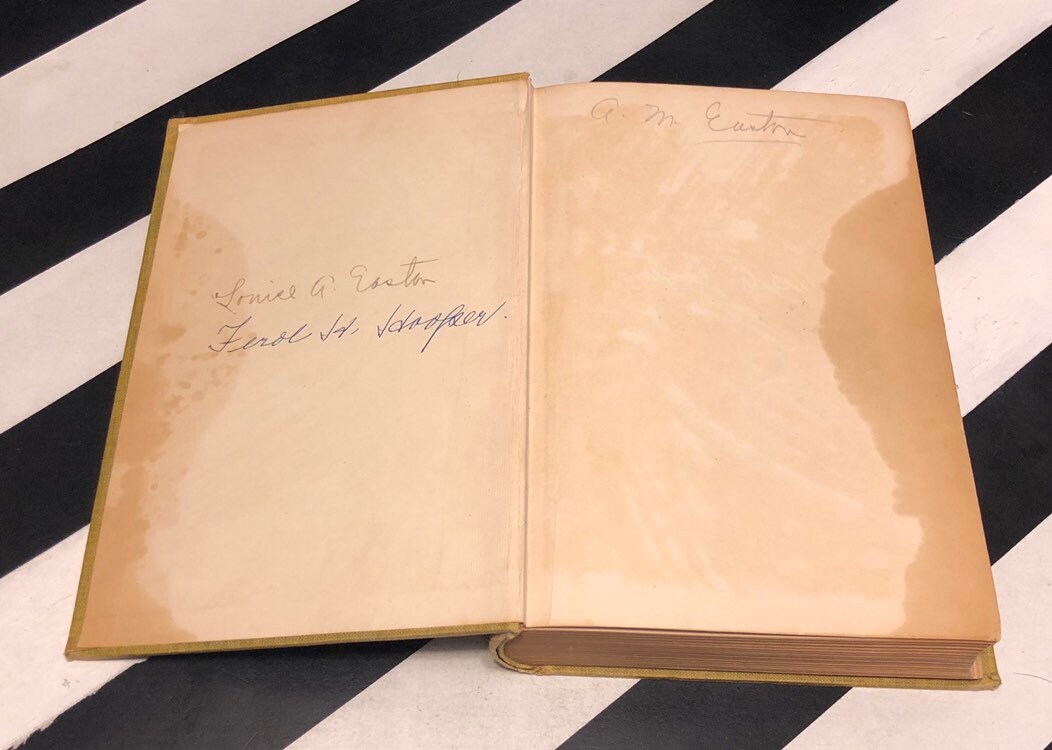 Louise A. Easton
Ferol H. Hooper.
A. M. Easton